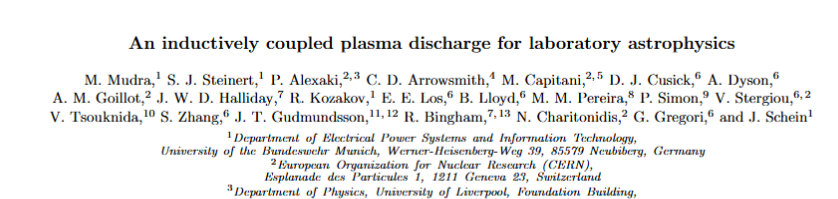 An inductively coupled plasma discharge for laboratory astrophysics
M. Mudra,¹ S. J. Steinert,¹ P. Alexaki,²,³ C. D. Arrowsmith,⁴ M. Capitani,²,⁵ D. J. Cusick,⁶ A. Dyson,⁶
A. M. Goillot,² J. W. D. Halliday,⁷ R. Kozakov,¹ E. E. Los,⁶ B. Lloyd,⁶ M. M. Pereira,⁸ P. Simon,⁹ V. Stergiou,⁶,²
V. Tsouknida,¹⁰ S. Zhang,⁶ J. T. Gudmundsson,¹¹,¹² R. Bingham,⁷,¹³ N. Charitonidis,² G. Gregori,⁶ and J. Schein¹
¹Department of Electrical Power Systems and Information Technology,
University of the Bundeswehr Munich, Werner-Heisenberg-Weg 39, 85579 Neubiberg, Germany
²European Organization for Nuclear Research (CERN),
Esplanade des Particules 1, 1211 Geneva 23, Switzerland
³Department of Physics, University of Liverpool, Foundation Building,